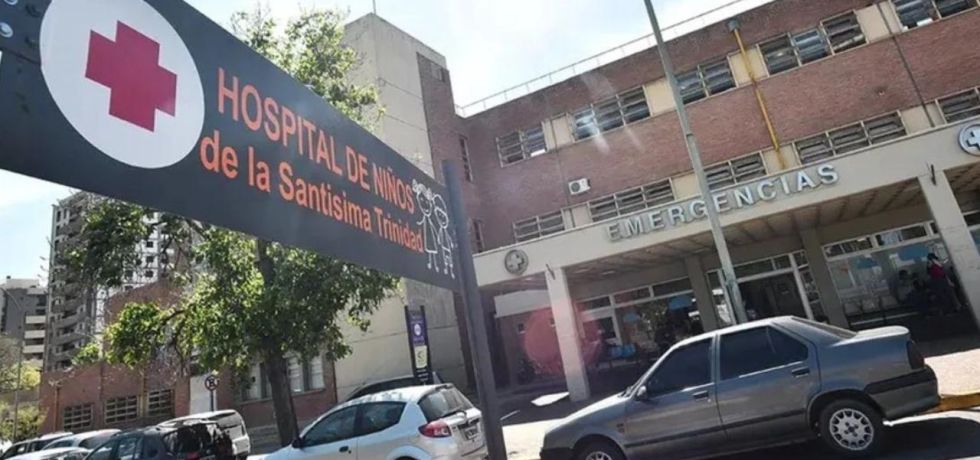 HOSPITAL DE NIÑOS
de la Santisima Trinidad
EMERGENCIAS